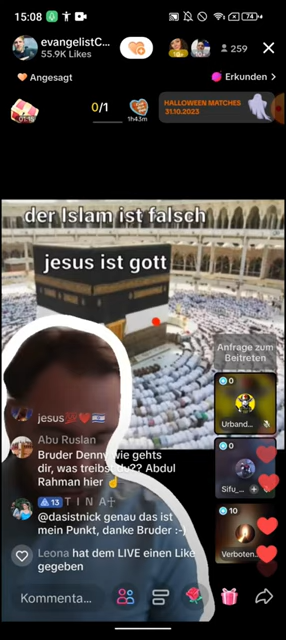 15:08
74
evangelistC...
55.9K Likes
259
Angesagt
Erkunden >
01:15
0/1
1h43m
HALLOWEEN MATCHES
31.10.2023
der Islam ist falsch
jesus ist gott
Anfrage zum
Beitreten
0
Urband...
jesus💯❤️🇮🇱
Abu Ruslan
Bruder Denny wie gehts
dir, was treibst du?? Abdul
Rahman hier ☝️
0
Sifu_...
13 T I N A ✝
@dasistnick genau das ist
mein Punkt, danke Bruder :-)
10
Verboten...
Leona hat dem LIVE einen Like
gegeben
Kommenta...